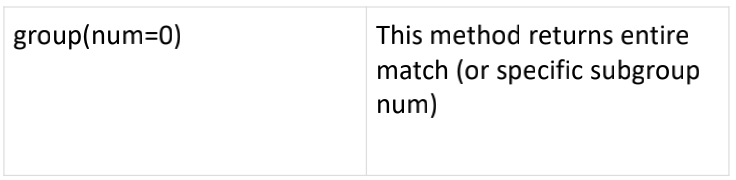 group(num=0)
This method returns entire
match (or specific subgroup
num)